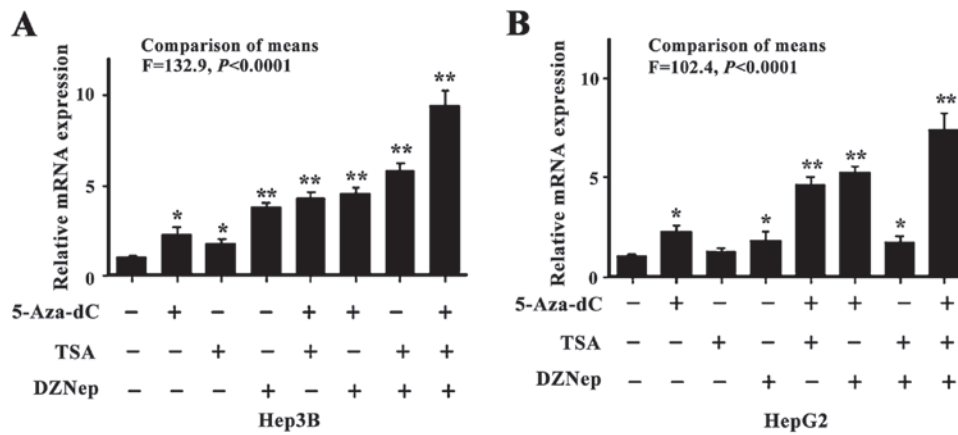 A
Comparison of means
F=132.9, P<0.0001
Relative mRNA expression
10
5
0
* * ** ** ** ** **
5-Aza-dC − + − − + + − +
TSA − − + − + − + +
DZNep − − − + − + + +
Hep3B
B
Comparison of means
F=102.4, P<0.0001
Relative mRNA expression
10
5
0
* * ** ** * **
5-Aza-dC − + − − + + − +
TSA − − + − + − + +
DZNep − − − + − + + +
HepG2